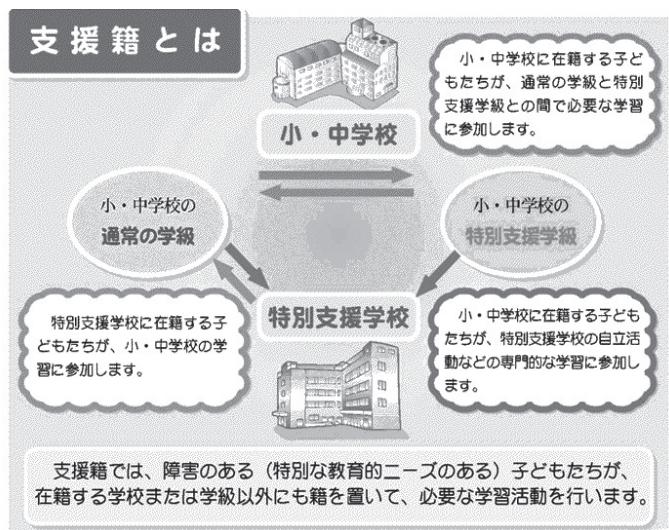 支援籍とは
小・中学校
小・中学校に在籍する子ど
もたちが、通常の学級と特別
支援学級との間で必要な学習
に参加します。
小・中学校の
通常の学級
小・中学校の
特別支援学級
特別支援学校に在籍する子
どもたちが、小・中学校の学
習に参加します。
特別支援学校
小・中学校に在籍する子ども
たちが、特別支援学校の自立活
動などの専門的な学習に参加し
ます。
支援籍では、障害のある（特別な教育的ニーズのある）子どもたちが、
在籍する学校または学級以外にも籍を置いて、必要な学習活動を行います。